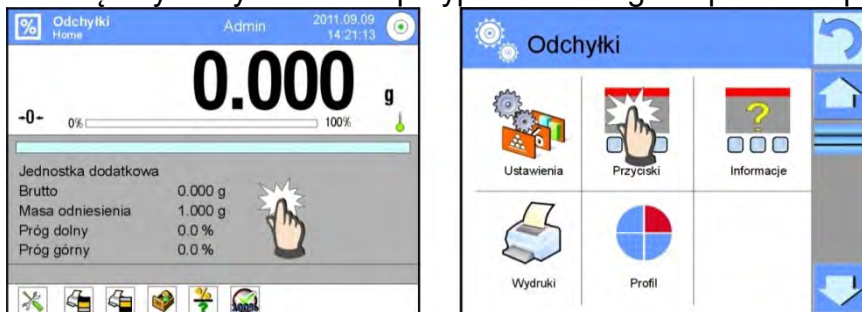 % Odchyłki Admin 2011.09.09
Home 14:21:13
0.000 g
→0← 0% 100%
Jednostka dodatkowa
Brutto 0.000 g
Masa odniesienia 1.000 g
Próg dolny 0.0 %
Próg górny 0.0 %
Odchyłki
Ustawienia Przyciski Informacje
Wydruki Profil